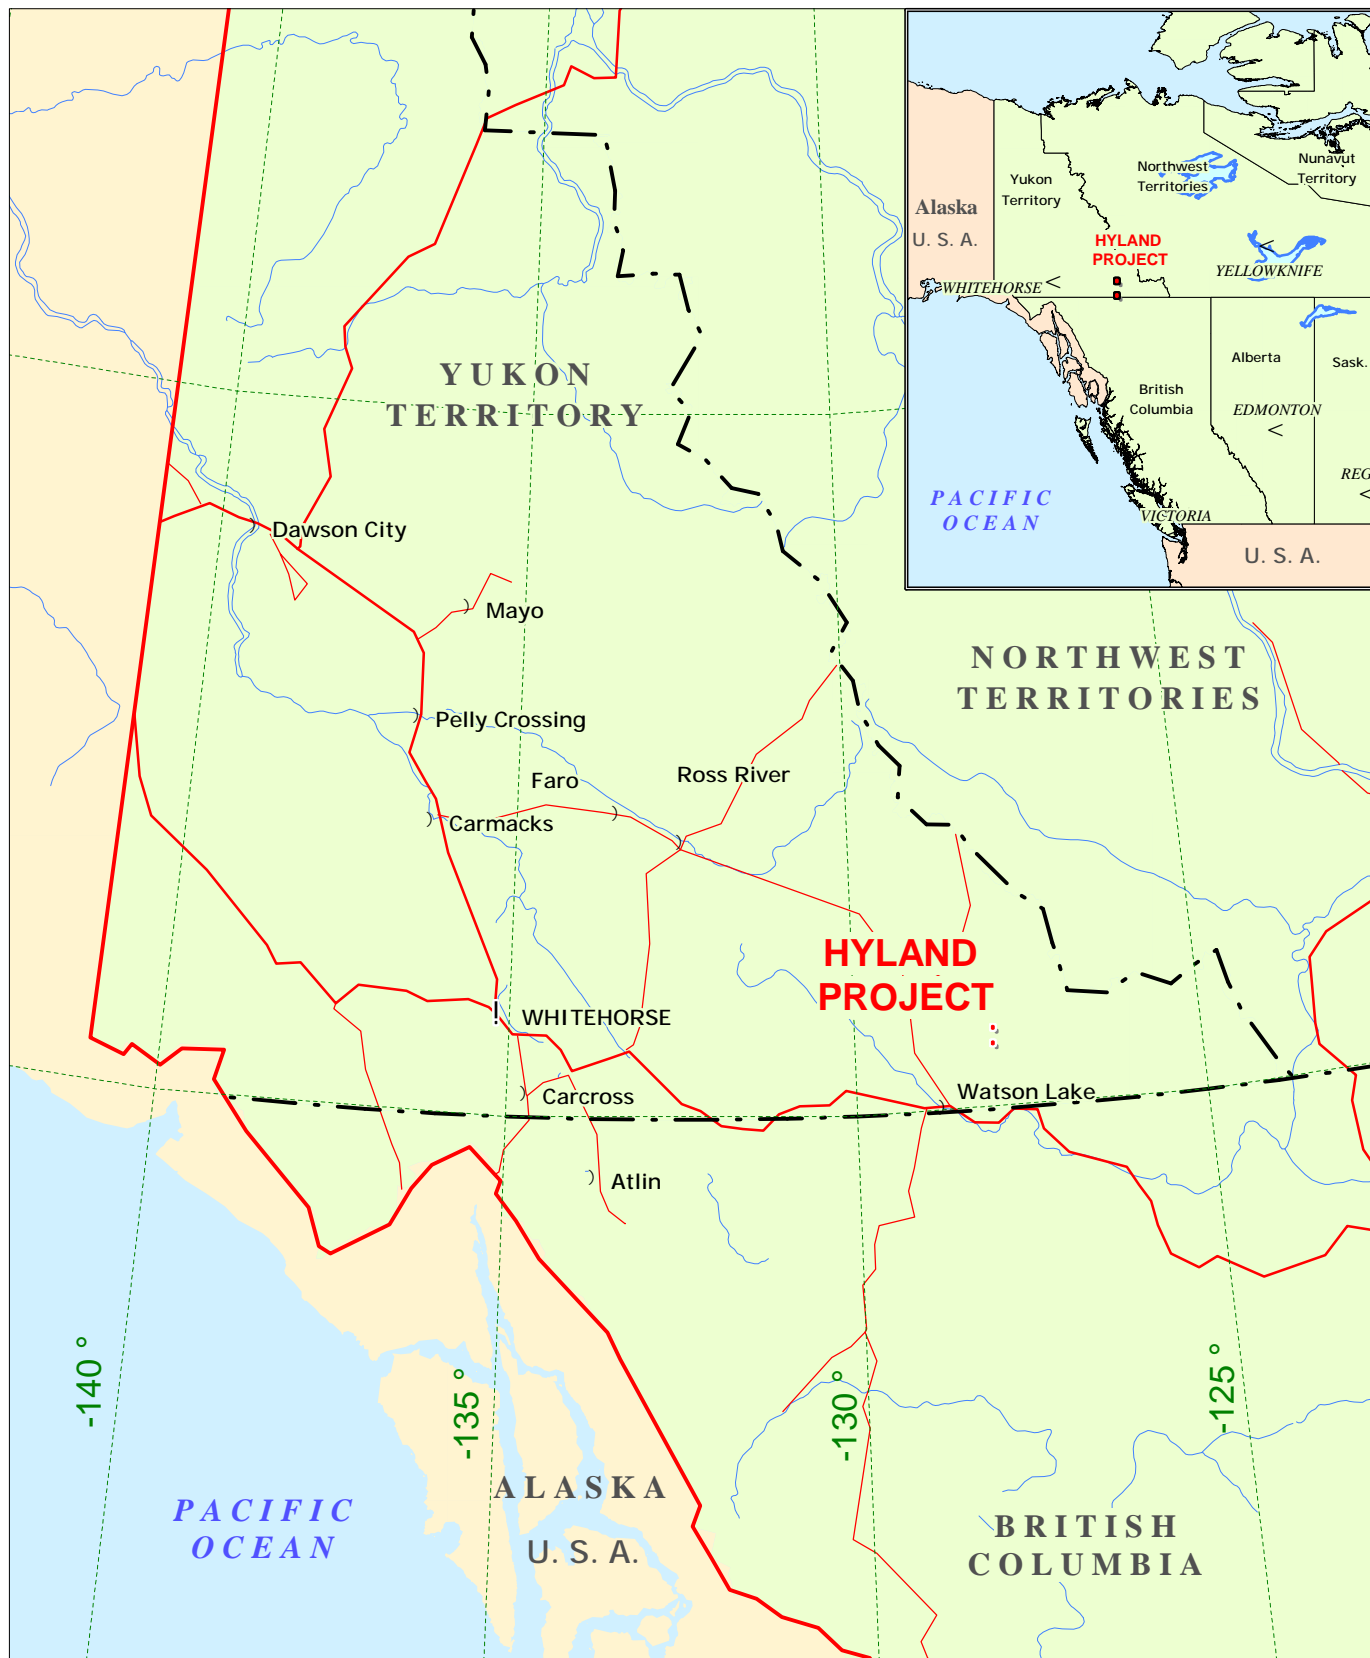 YUKON
TERRITORY
Dawson City
Mayo
Pelly Crossing
Faro
Ross River
Carmacks
HYLAND
PROJECT
WHITEHORSE
Watson Lake
Carcross
Atlin
NORTHWEST
TERRITORIES
-140 °
-135 °
-130 °
-125 °
PACIFIC
OCEAN
ALASKA
U. S. A.
BRITISH
COLUMBIA
Northwest
Territories
Nunavut
Territory
Yukon
Territory
Alaska
U. S. A.
HYLAND
PROJECT
YELLOWKNIFE
WHITEHORSE
Alberta
Sask.
British
Columbia
EDMONTON
REG
PACIFIC
OCEAN
VICTORIA
U. S. A.